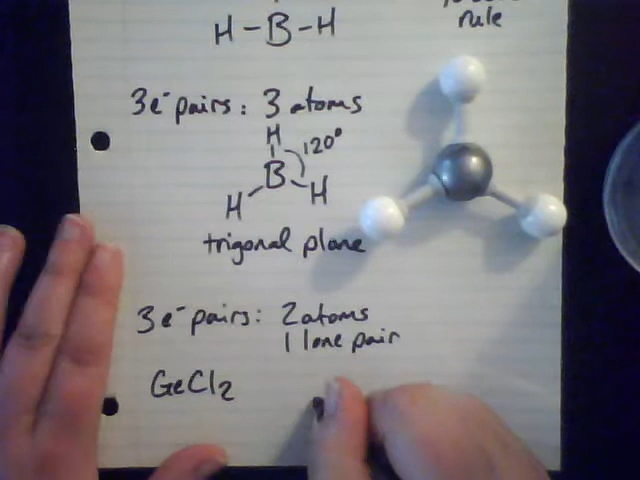 H-B-H
rule
3e⁻ pairs: 3 atoms
H
120°
B
H H
trigonal plane
3e⁻ pairs: 2 atoms
1 lone pair
GeCl2